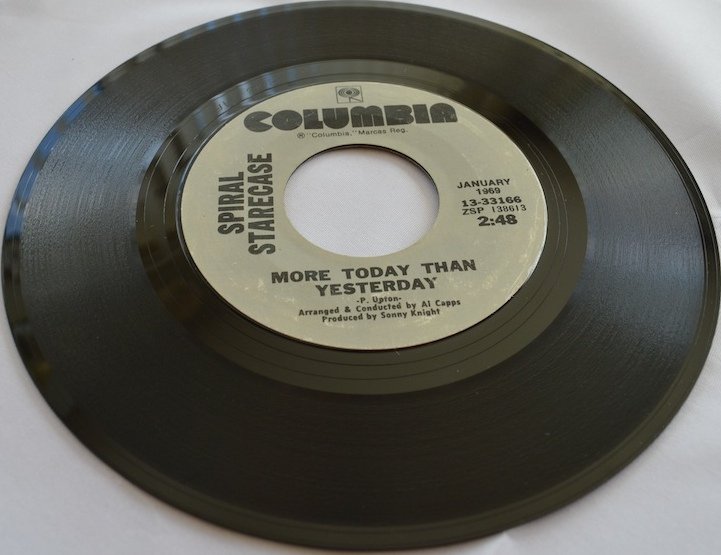 COLUMBIA
® "Columbia," Marcas Reg.
SPIRAL
STARECASE
JANUARY
1969
13-33166
ZSP 138613
2:48
MORE TODAY THAN
YESTERDAY
-P. Upton-
Arranged & Conducted by Al Capps
Produced by Sonny Knight